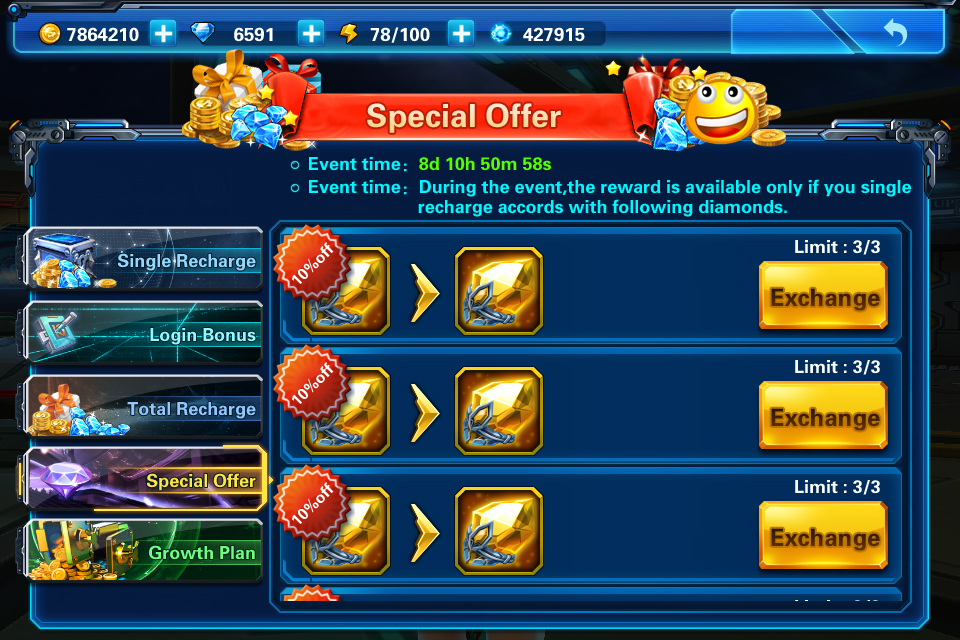 7864210 6591 78/100 427915
Special Offer
Event time： 8d 10h 50m 58s
Event time： During the event,the reward is available only if you single
recharge accords with following diamonds.
Single Recharge
Login Bonus
Total Recharge
Special Offer
Growth Plan
10%off
Limit : 3/3
Exchange
10%off
Limit : 3/3
Exchange
10%off
Limit : 3/3
Exchange